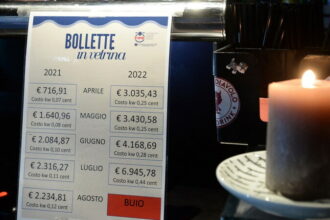 BOLLETTE
in vetrina
2021 2022
€ 716,91 APRILE € 3.035,43
Costo kw 0,07 cent Costo kw 0,25 cent
€ 1.640,96 MAGGIO € 3.430,58
Costo kw 0,08 cent Costo kw 0,25 cent
€ 2.084,87 GIUGNO € 4.168,69
Costo kw 0,10 cent Costo kw 0,28 cent
€ 2.316,27 LUGLIO € 6.945,78
Costo kw 0,11 cent Costo kw 0,44 cent
€ 2.234,81 AGOSTO BUIO
Costo kw 0,12 cent
DIAVOLO